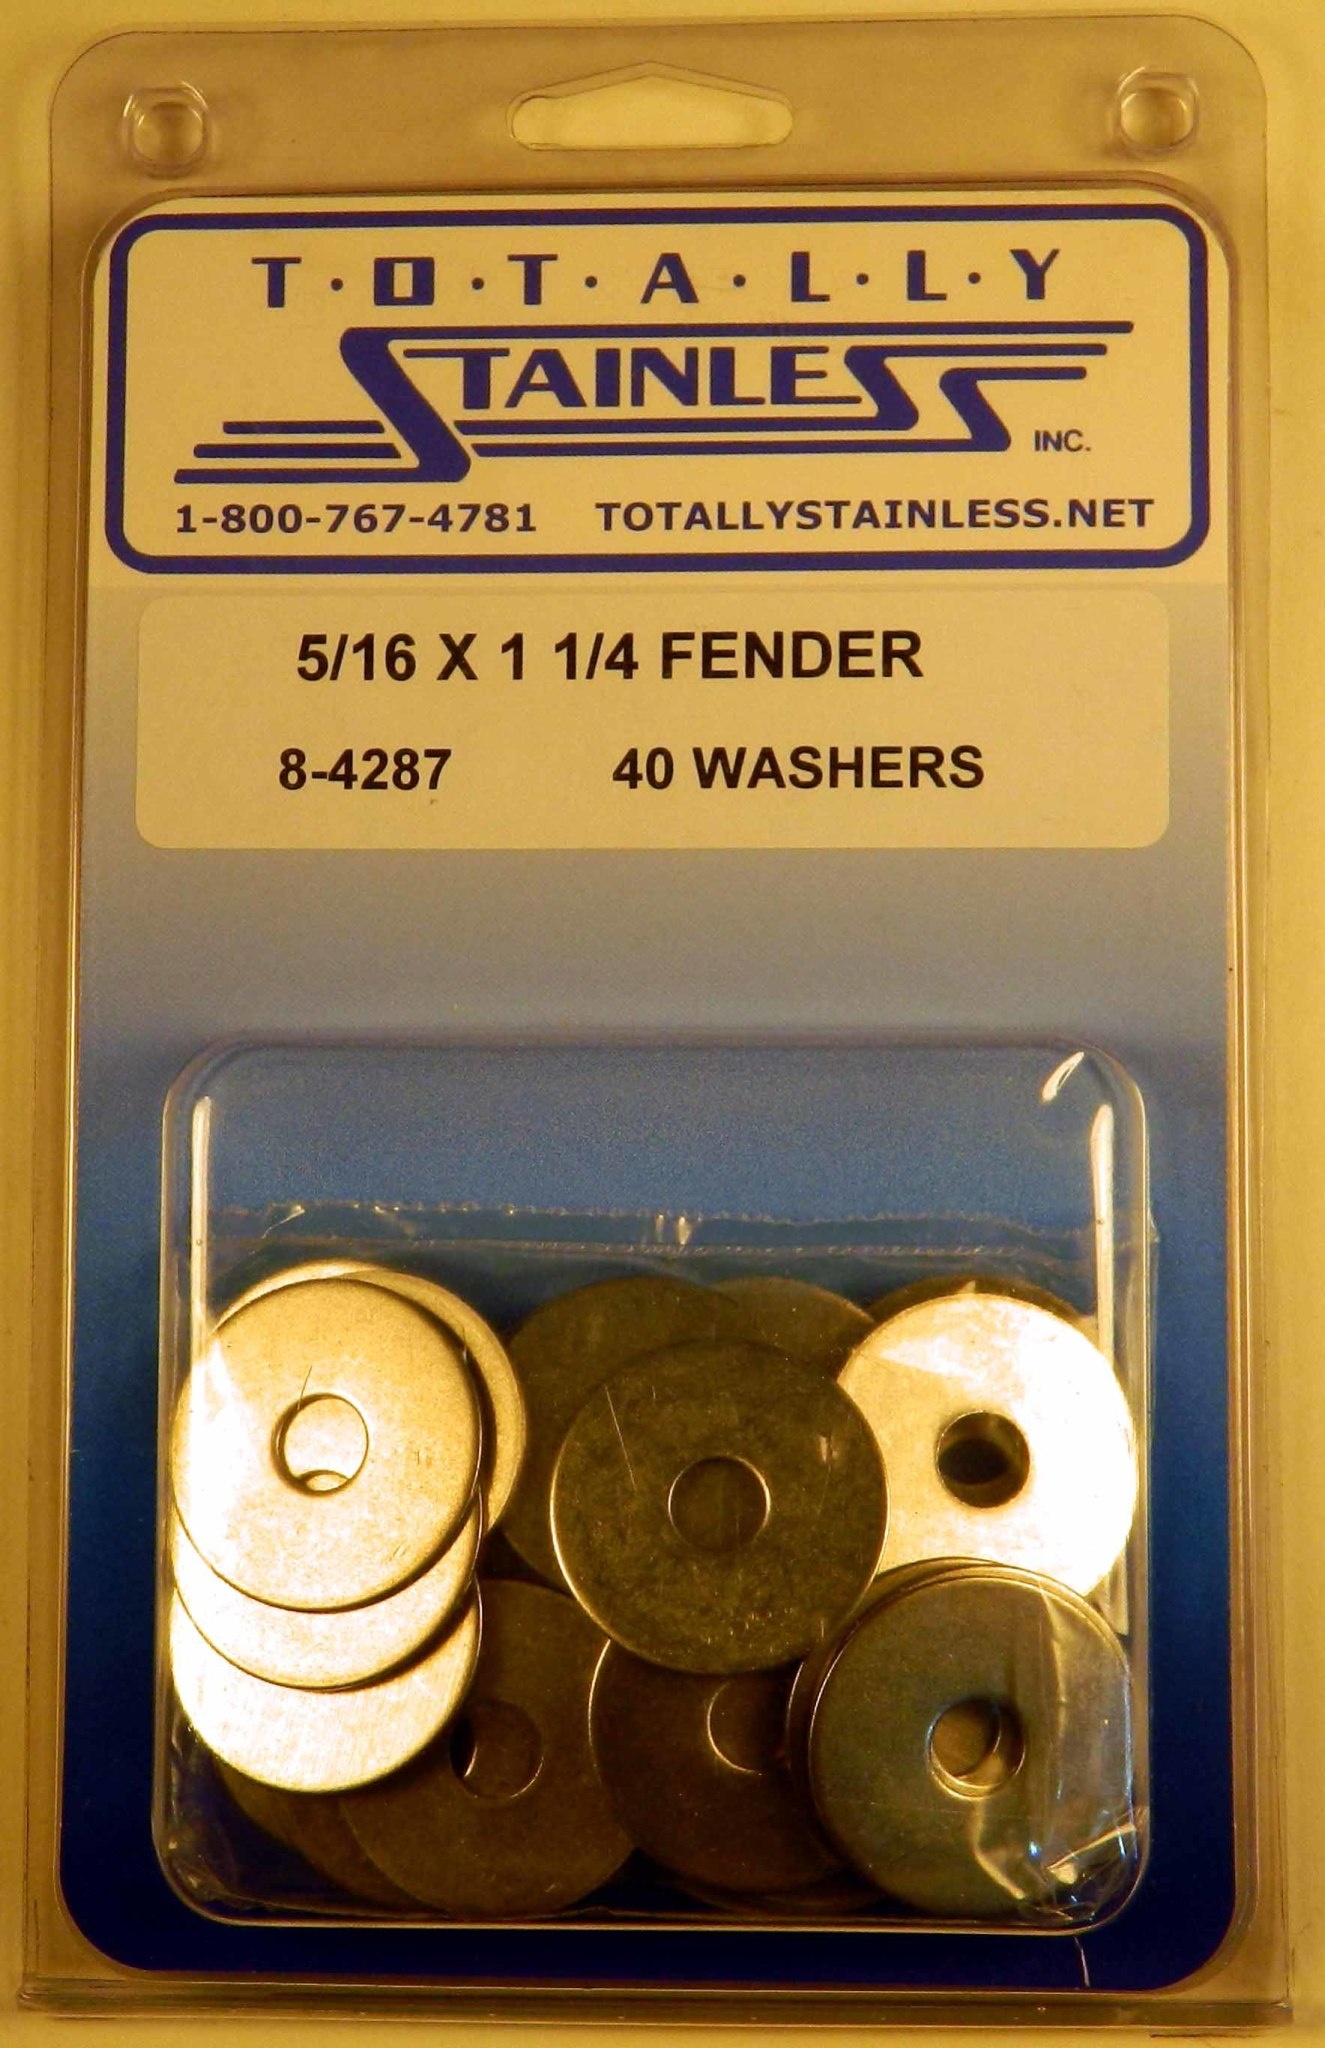 T·O·T·A·L·L·Y
STAINLESS INC.
1-800-767-4781 TOTALLYSTAINLESS.NET
5/16 X 1 1/4 FENDER
8-4287 40 WASHERS